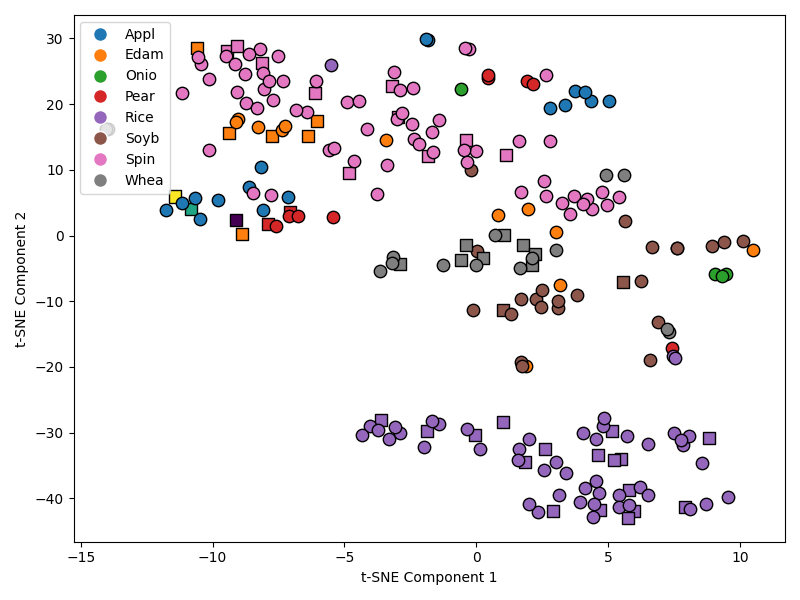 Appl
Edam
Onio
Pear
Rice
Soyb
Spin
Whea
30
20
10
0
−10
−20
−30
−40
t-SNE Component 2
−15
−10
−5
0
5
10
t-SNE Component 1